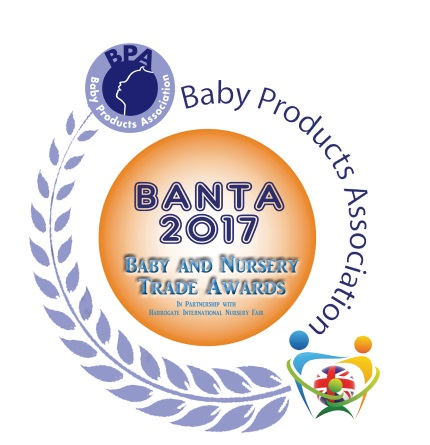 BPA
Baby Products Association
Baby Products Association
BANTA
2017
BABY AND NURSERY
TRADE AWARDS
IN PARTNERSHIP WITH
HARROGATE INTERNATIONAL NURSERY FAIR